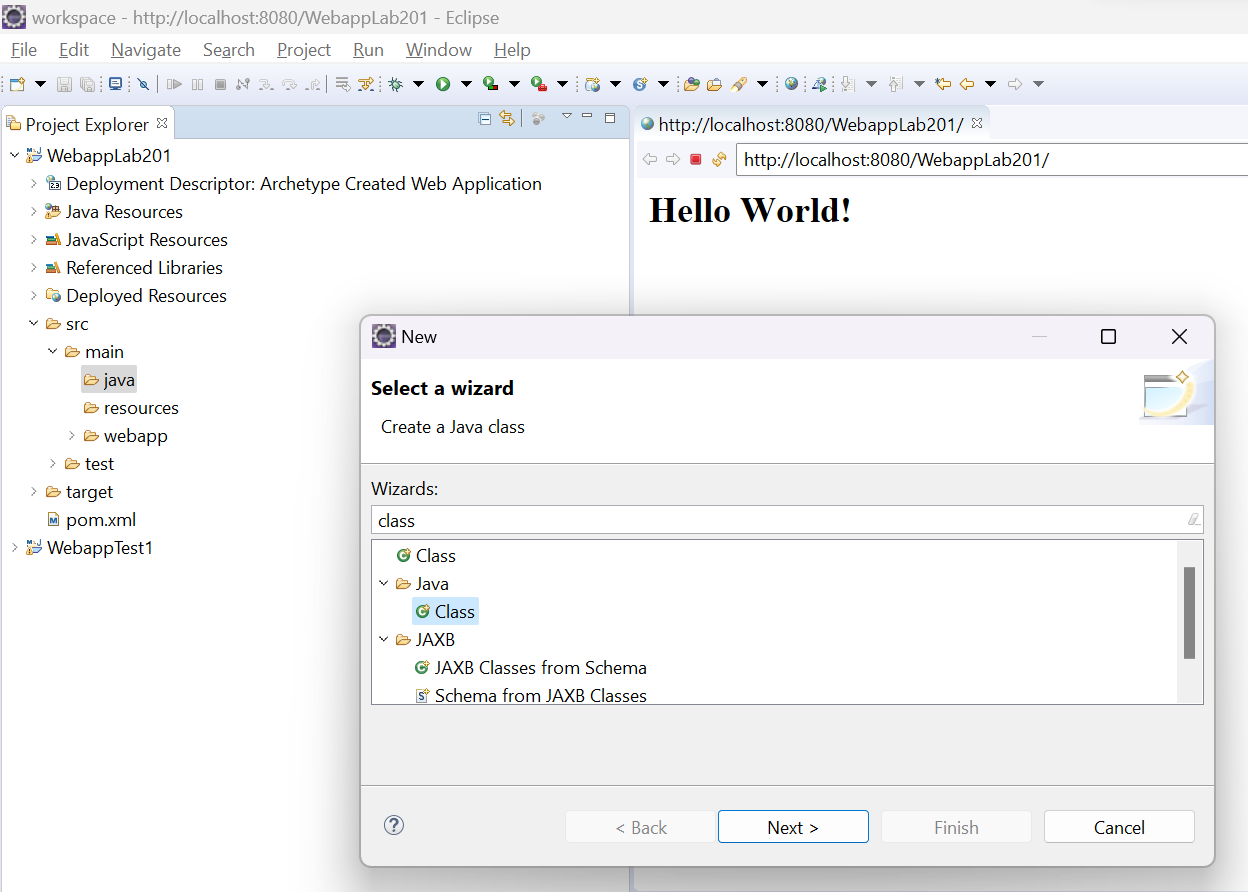 workspace - http://localhost:8080/WebappLab201 - Eclipse
File Edit Navigate Search Project Run Window Help
Project Explorer
WebappLab201
Deployment Descriptor: Archetype Created Web Application
Java Resources
JavaScript Resources
Referenced Libraries
Deployed Resources
src
main
java
resources
webapp
test
target
pom.xml
WebappTest1
http://localhost:8080/WebappLab201/
http://localhost:8080/WebappLab201/
Hello World!
New
Select a wizard
Create a Java class
Wizards:
class
Class
Java
Class
JAXB
JAXB Classes from Schema
Schema from JAXB Classes
< Back Next > Finish Cancel